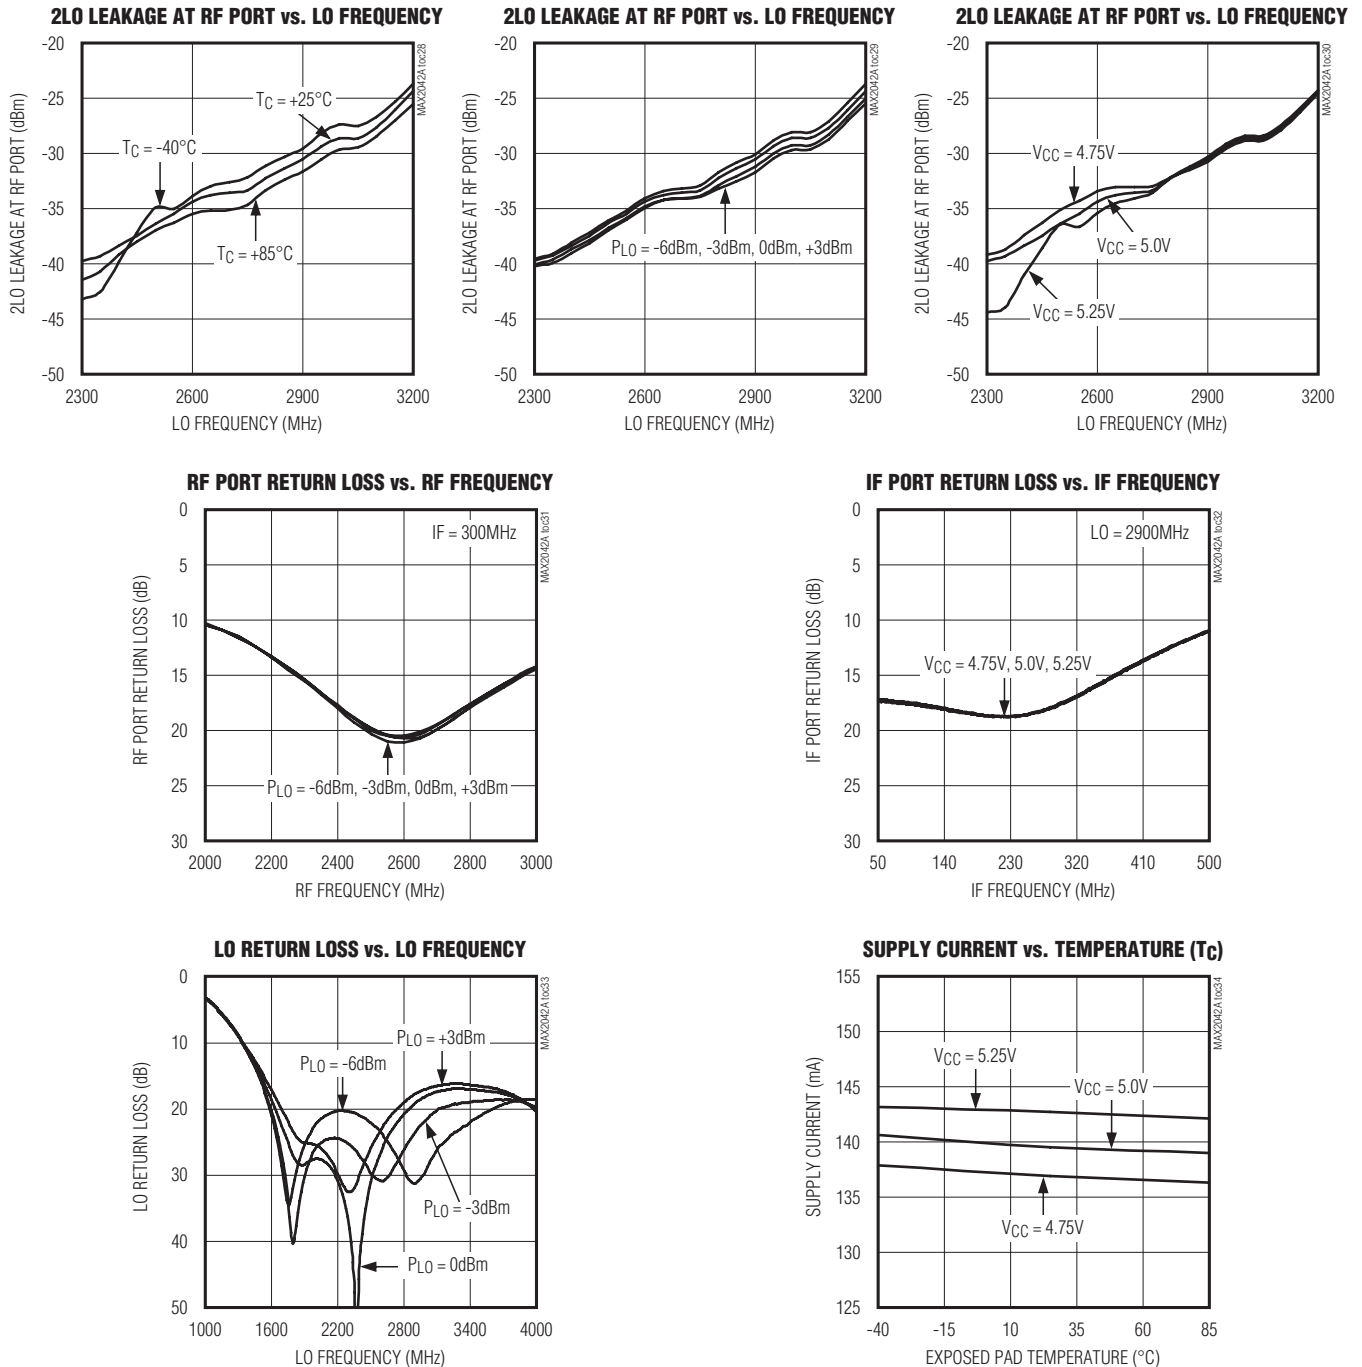 2LO LEAKAGE AT RF PORT vs. LO FREQUENCY
2LO LEAKAGE AT RF PORT (dBm)
-20
-25
-30
-35
-40
-45
-50
TC = +25°C
TC = -40°C
TC = +85°C
2300 2600 2900 3200
LO FREQUENCY (MHz)
MAX2042A toc28
2LO LEAKAGE AT RF PORT vs. LO FREQUENCY
2LO LEAKAGE AT RF PORT (dBm)
-20
-25
-30
-35
-40
-45
-50
PLO = -6dBm, -3dBm, 0dBm, +3dBm
2300 2600 2900 3200
LO FREQUENCY (MHz)
MAX2042A toc29
2LO LEAKAGE AT RF PORT vs. LO FREQUENCY
2LO LEAKAGE AT RF PORT (dBm)
-20
-25
-30
-35
-40
-45
-50
VCC = 4.75V
VCC = 5.0V
VCC = 5.25V
2300 2600 2900 3200
LO FREQUENCY (MHz)
MAX2042A toc30
RF PORT RETURN LOSS vs. RF FREQUENCY
RF PORT RETURN LOSS (dB)
0
5
10
15
20
25
30
IF = 300MHz
PLO = -6dBm, -3dBm, 0dBm, +3dBm
2000 2200 2400 2600 2800 3000
RF FREQUENCY (MHz)
MAX2042A toc31
IF PORT RETURN LOSS vs. IF FREQUENCY
IF PORT RETURN LOSS (dB)
0
5
10
15
20
25
30
LO = 2900MHz
VCC = 4.75V, 5.0V, 5.25V
50 140 230 320 410 500
IF FREQUENCY (MHz)
MAX2042A toc32
LO RETURN LOSS vs. LO FREQUENCY
LO RETURN LOSS (dB)
0
10
20
30
40
50
PLO = +3dBm
PLO = -6dBm
PLO = -3dBm
PLO = 0dBm
1000 1600 2200 2800 3400 4000
LO FREQUENCY (MHz)
MAX2042A toc33
SUPPLY CURRENT vs. TEMPERATURE (TC)
SUPPLY CURRENT (mA)
155
150
145
140
135
130
125
VCC = 5.25V
VCC = 5.0V
VCC = 4.75V
-40 -15 10 35 60 85
EXPOSED PAD TEMPERATURE (°C)
MAX2042A toc34